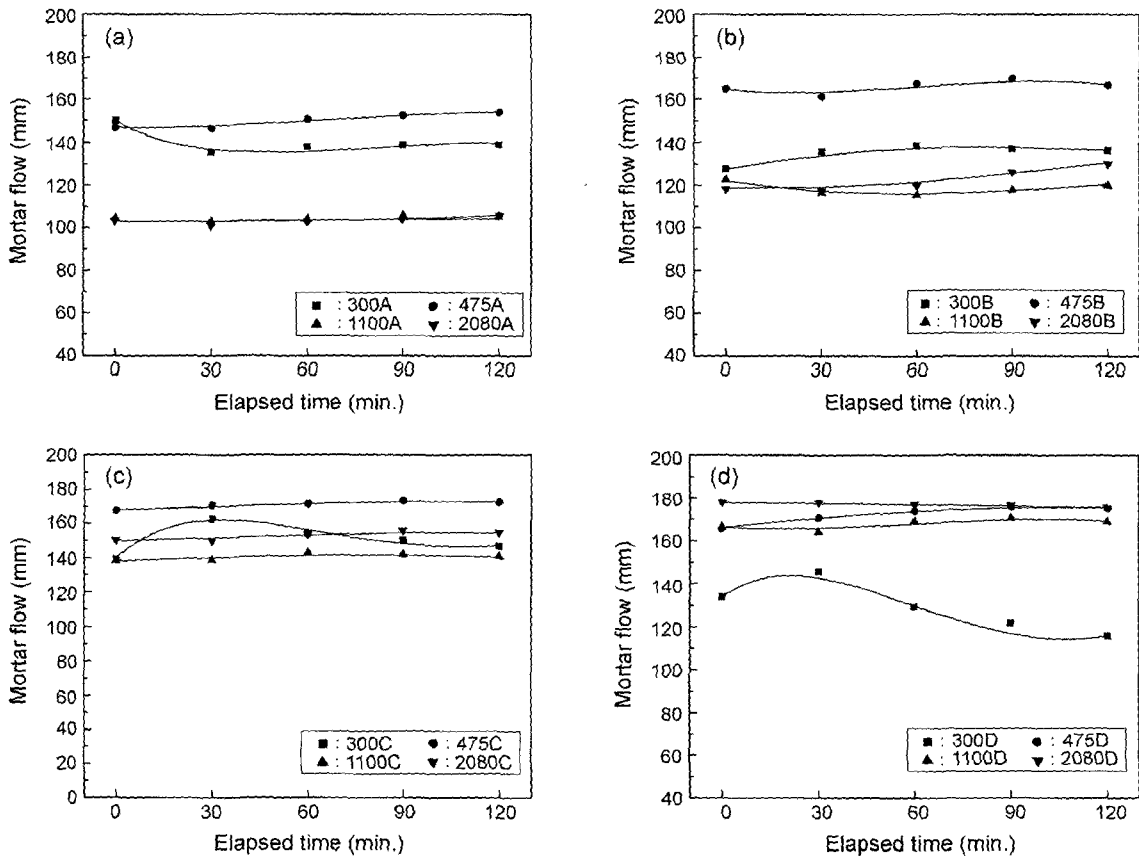 (a)
Mortar flow (mm)
200
180
160
140
120
100
80
60
40
■ : 300A ● : 475A
▲ : 1100A ▼ : 2080A
0 30 60 90 120
Elapsed time (min.)
(b)
Mortar flow (mm)
200
180
160
140
120
100
80
60
40
■ : 300B ● : 475B
▲ : 1100B ▼ : 2080B
0 30 60 90 120
Elapsed time (min.)
(c)
Mortar flow (mm)
200
180
160
140
120
100
80
60
40
20
0
■ : 300C ● : 475C
▲ : 1100C ▼ : 2080C
0 30 60 90 120
Elapsed time (min.)
(d)
Mortar flow (mm)
200
180
160
140
120
100
80
60
40
■ : 300D ● : 475D
▲ : 1100D ▼ : 2080D
0 30 60 90 120
Elapsed time (min.)